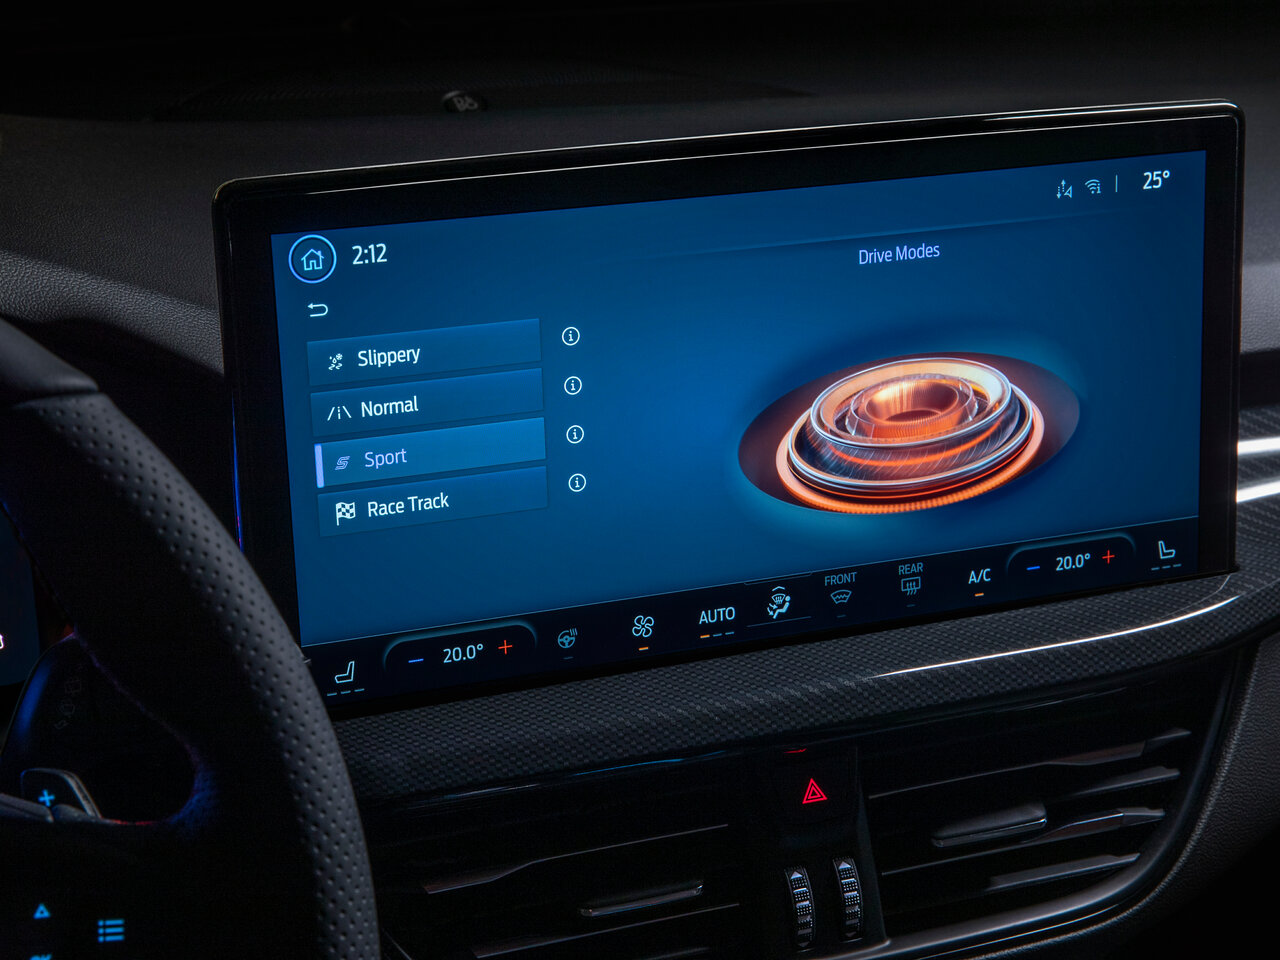 B&O
25°
2:12
Drive Modes
Slippery
Normal
Sport
Race Track
20.0°
AUTO
FRONT
REAR
A/C
20.0°